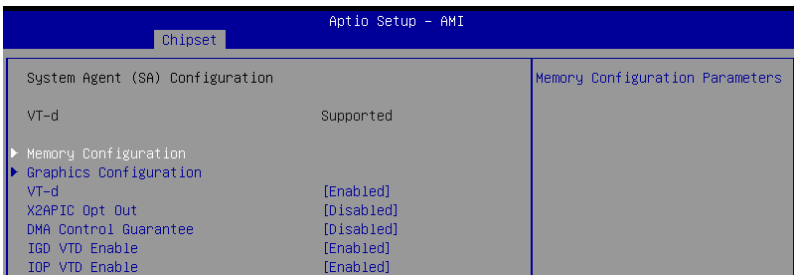 Aptio Setup - AMI
Chipset
System Agent (SA) Configuration Memory Configuration Parameters
VT-d Supported
Memory Configuration
Graphics Configuration
VT-d [Enabled]
X2APIC Opt Out [Disabled]
DMA Control Guarantee [Disabled]
IGD VTD Enable [Enabled]
IOP VTD Enable [Enabled]